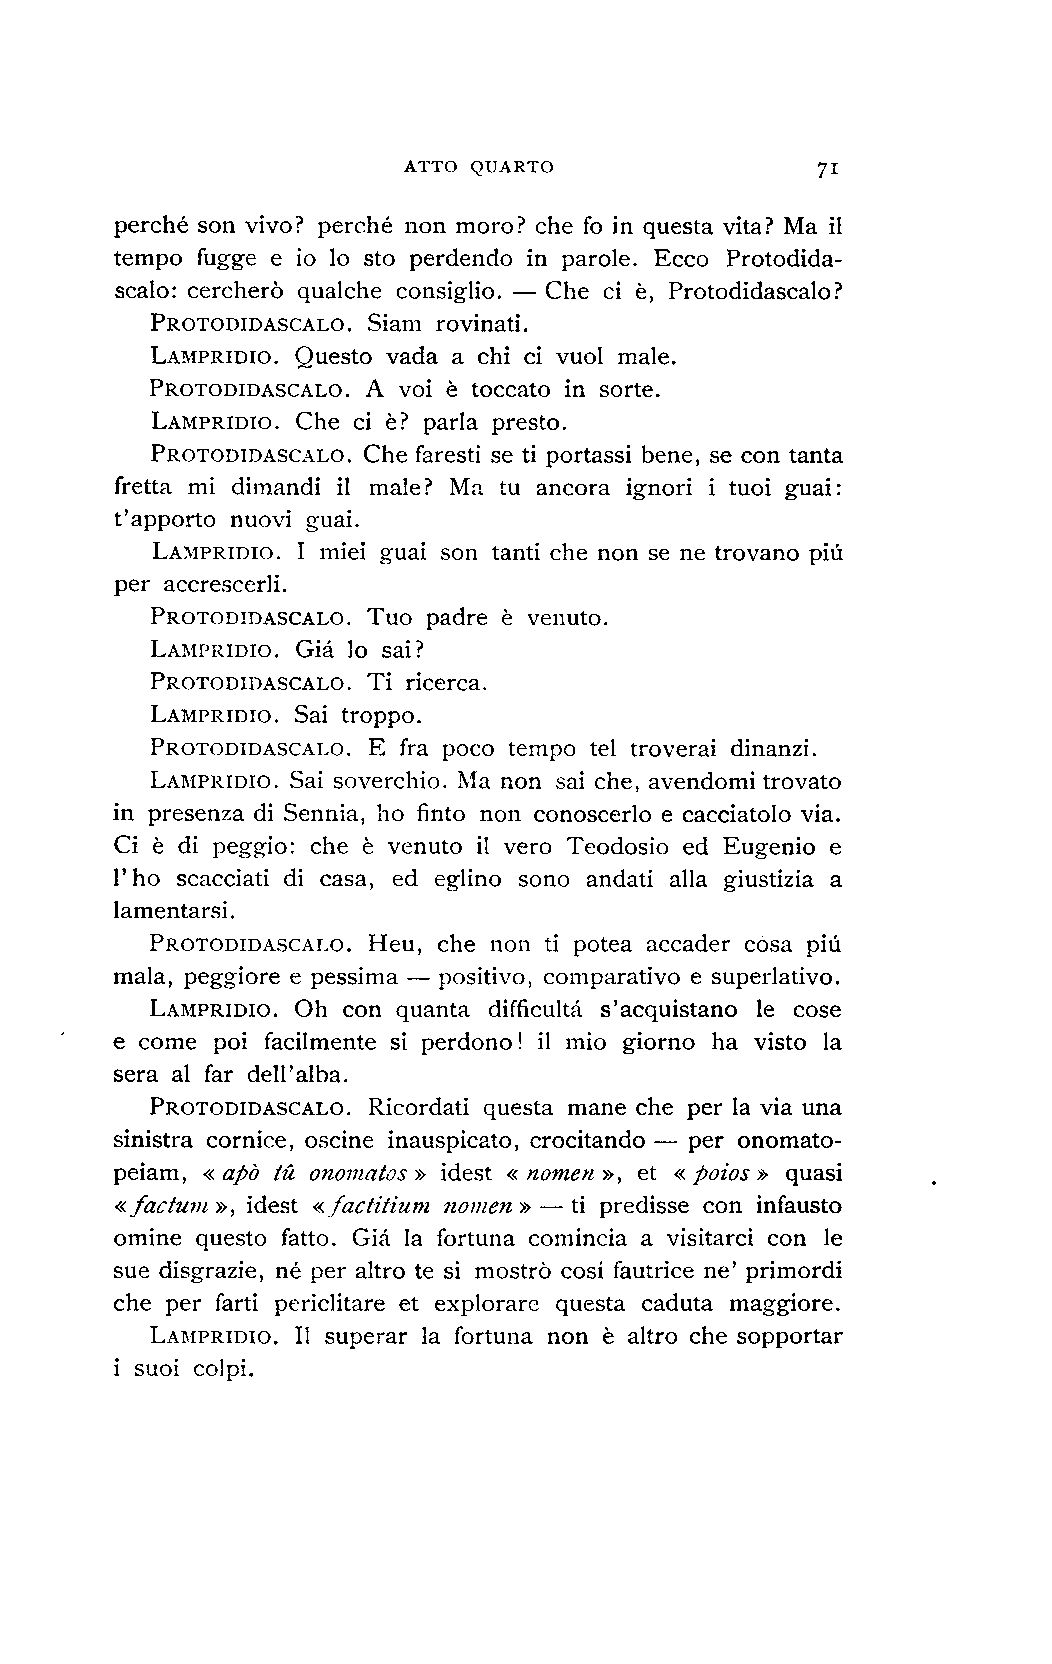 ATTO QUARTO 71
perché son vivo? perché non moro? che fo in questa vita? Ma il
tempo fugge e io lo sto perdendo in parole. Ecco Protodida-
scalo: cercherò qualche consiglio. — Che ci è, Protodidascalo?
PROTODIDASCALO. Siam rovinati.
LAMPRIDIO. Questo vada a chi ci vuol male.
PROTODIDASCALO. A voi è toccato in sorte.
LAMPRIDIO. Che ci è? parla presto.
PROTODIDASCALO. Che faresti se ti portassi bene, se con tanta
fretta mi dimandi il male? Ma tu ancora ignori i tuoi guai:
t'apporto nuovi guai.
LAMPRIDIO. I miei guai son tanti che non se ne trovano piú
per accrescerli.
PROTODIDASCALO. Tuo padre è venuto.
LAMPRIDIO. Giá lo sai?
PROTODIDASCALO. Ti ricerca.
LAMPRIDIO. Sai troppo.
PROTODIDASCALO. E fra poco tempo tel troverai dinanzi.
LAMPRIDIO. Sai soverchio. Ma non sai che, avendomi trovato
in presenza di Sennia, ho finto non conoscerlo e cacciatolo via.
Ci è di peggio: che è venuto il vero Teodosio ed Eugenio e
l'ho scacciati di casa, ed eglino sono andati alla giustizia a
lamentarsi.
PROTODIDASCALO. Heu, che non ti potea accader cosa piú
mala, peggiore e pessima — positivo, comparativo e superlativo.
LAMPRIDIO. Oh con quanta difficultá s'acquistano le cose
e come poi facilmente si perdono! il mio giorno ha visto la
sera al far dell'alba.
PROTODIDASCALO. Ricordati questa mane che per la via una
sinistra cornice, oscine inauspicato, crocitando — per onomato-
peiam, « apò tû onomatos » idest « nomen », et « poios » quasi
« factum », idest « factitium nomen » — ti predisse con infausto
omine questo fatto. Giá la fortuna comincia a visitarci con le
sue disgrazie, né per altro te si mostrò cosí fautrice ne' primordi
che per farti periclitare et explorare questa caduta maggiore.
LAMPRIDIO. Il superar la fortuna non è altro che sopportar
i suoi colpi.